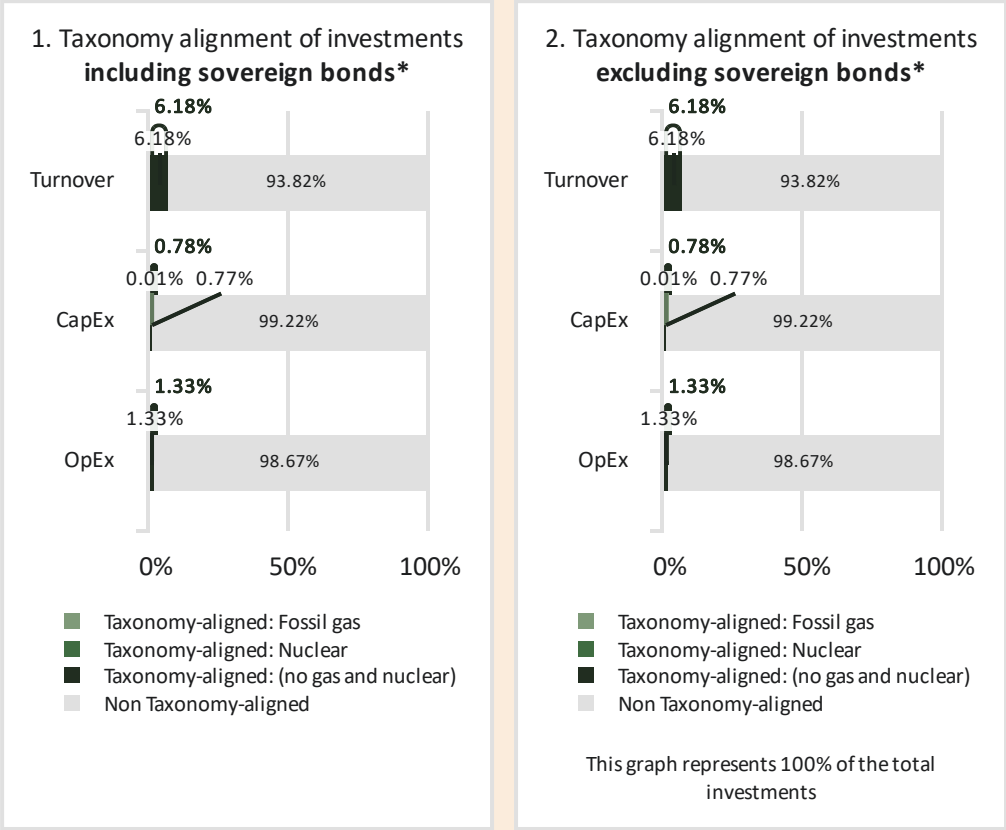 1. Taxonomy alignment of investments
including sovereign bonds*
6.18%
6.18%
Turnover
93.82%
0.78%
0.01% 0.77%
CapEx
99.22%
1.33%
1.33%
OpEx
98.67%
0% 50% 100%
Taxonomy-aligned: Fossil gas
Taxonomy-aligned: Nuclear
Taxonomy-aligned: (no gas and nuclear)
Non Taxonomy-aligned
2. Taxonomy alignment of investments
excluding sovereign bonds*
6.18%
6.18%
Turnover
93.82%
0.78%
0.01% 0.77%
CapEx
99.22%
1.33%
1.33%
OpEx
98.67%
0% 50% 100%
Taxonomy-aligned: Fossil gas
Taxonomy-aligned: Nuclear
Taxonomy-aligned: (no gas and nuclear)
Non Taxonomy-aligned
This graph represents 100% of the total
investments